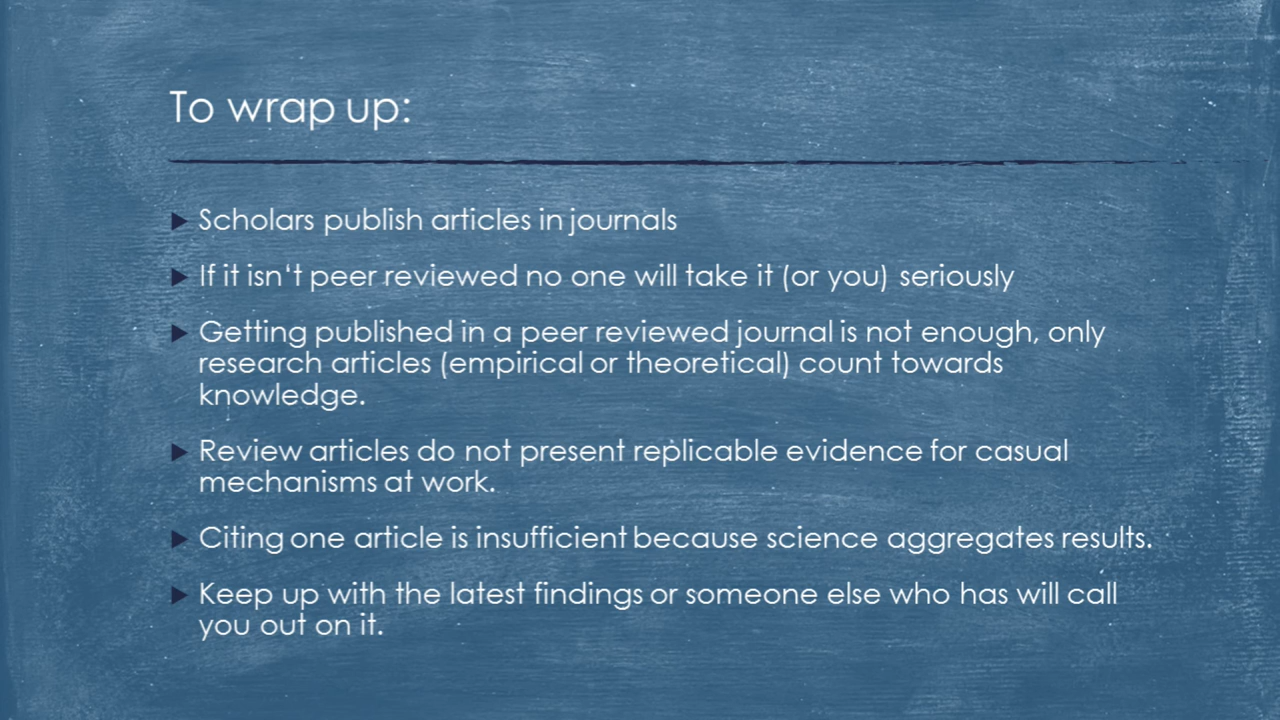 To wrap up:
Scholars publish articles in journals
If it isn‘t peer reviewed no one will take it (or you) seriously
Getting published in a peer reviewed journal is not enough, only
research articles (empirical or theoretical) count towards
knowledge.
Review articles do not present replicable evidence for casual
mechanisms at work.
Citing one article is insufficient because science aggregates results.
Keep up with the latest findings or someone else who has will call
you out on it.